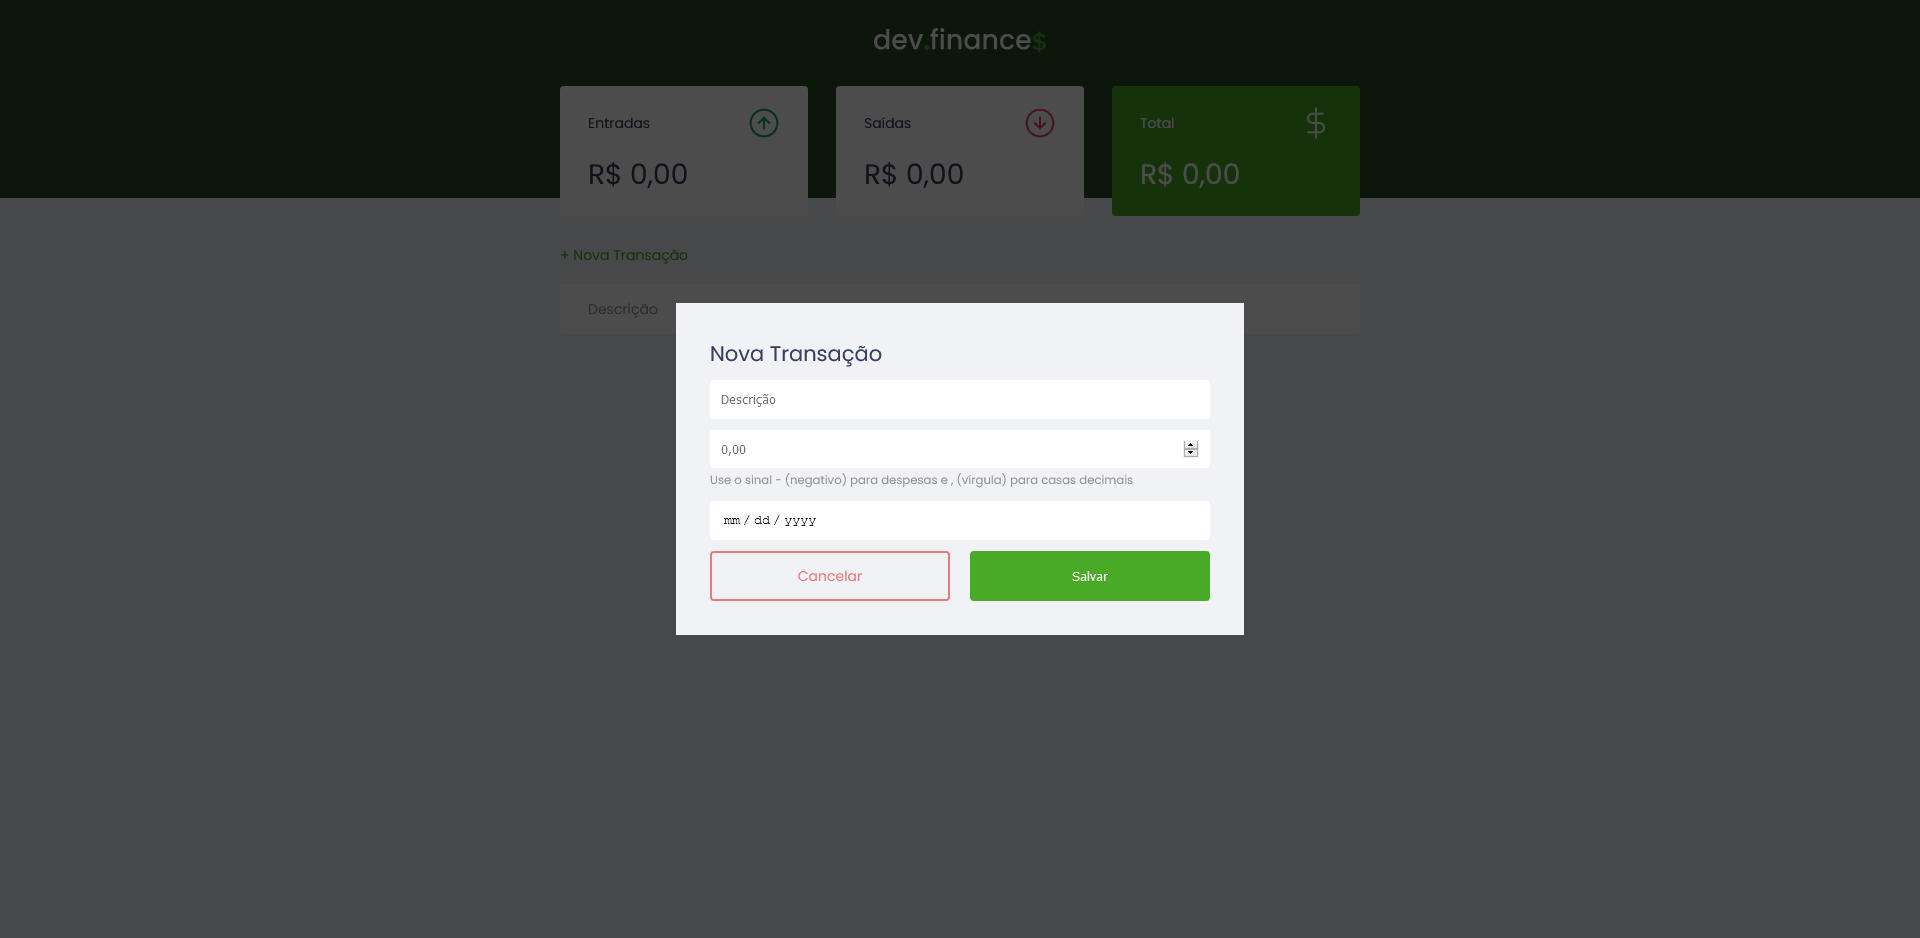 dev.finance$
Entradas
R$ 0,00
Saídas
R$ 0,00
Total
$
R$ 0,00
+ Nova Transação
Descrição
Nova Transação
Descrição
0,00
Use o sinal - (negativo) para despesas e , (vírgula) para casas decimais
mm / dd / yyyy
Cancelar
Salvar